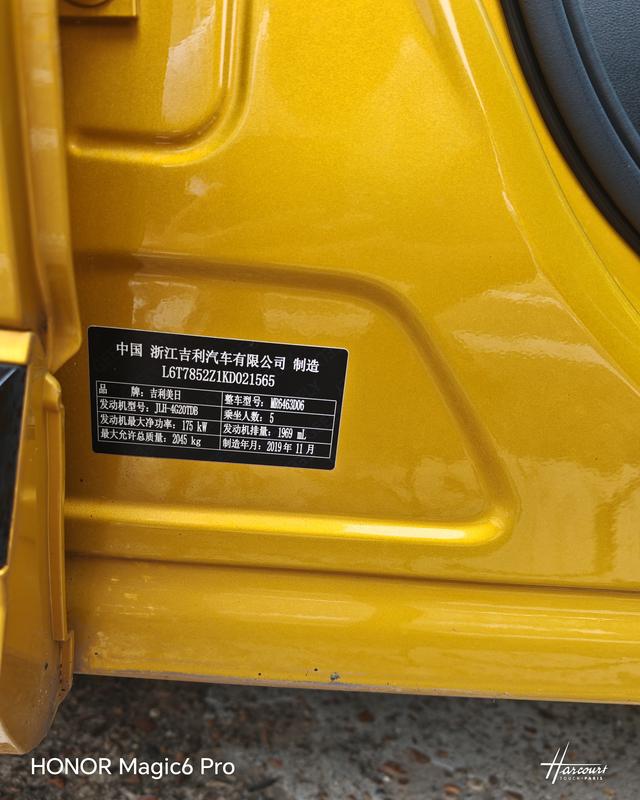 中国 浙江吉利汽车有限公司 制造
L6T7852Z1KD021565
品 牌: 吉利美日 整车型号: MR6463D06
发动机型号: JLH-4G20TDB 乘坐人数: 5
发动机最大净功率: 175 kW 发动机排量: 1969 mL
最大允许总质量: 2045 kg 制造年月: 2019 年 11 月
HONOR Magic6 Pro
Harcourt
TOUCH PARIS